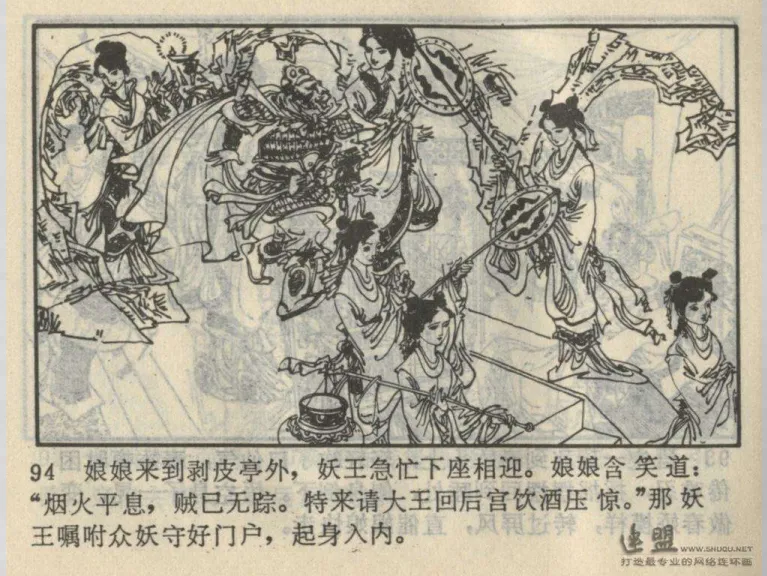 94 娘娘来到剥皮亭外，妖王急忙下座相迎。娘娘含笑道：
“烟火平息，贼已无踪。特来请大王回后宫饮酒压惊。”那妖
王嘱咐众妖守好门户，起身入内。
连盟 WWW.SHUQU.NET
打造最专业的网络连环画